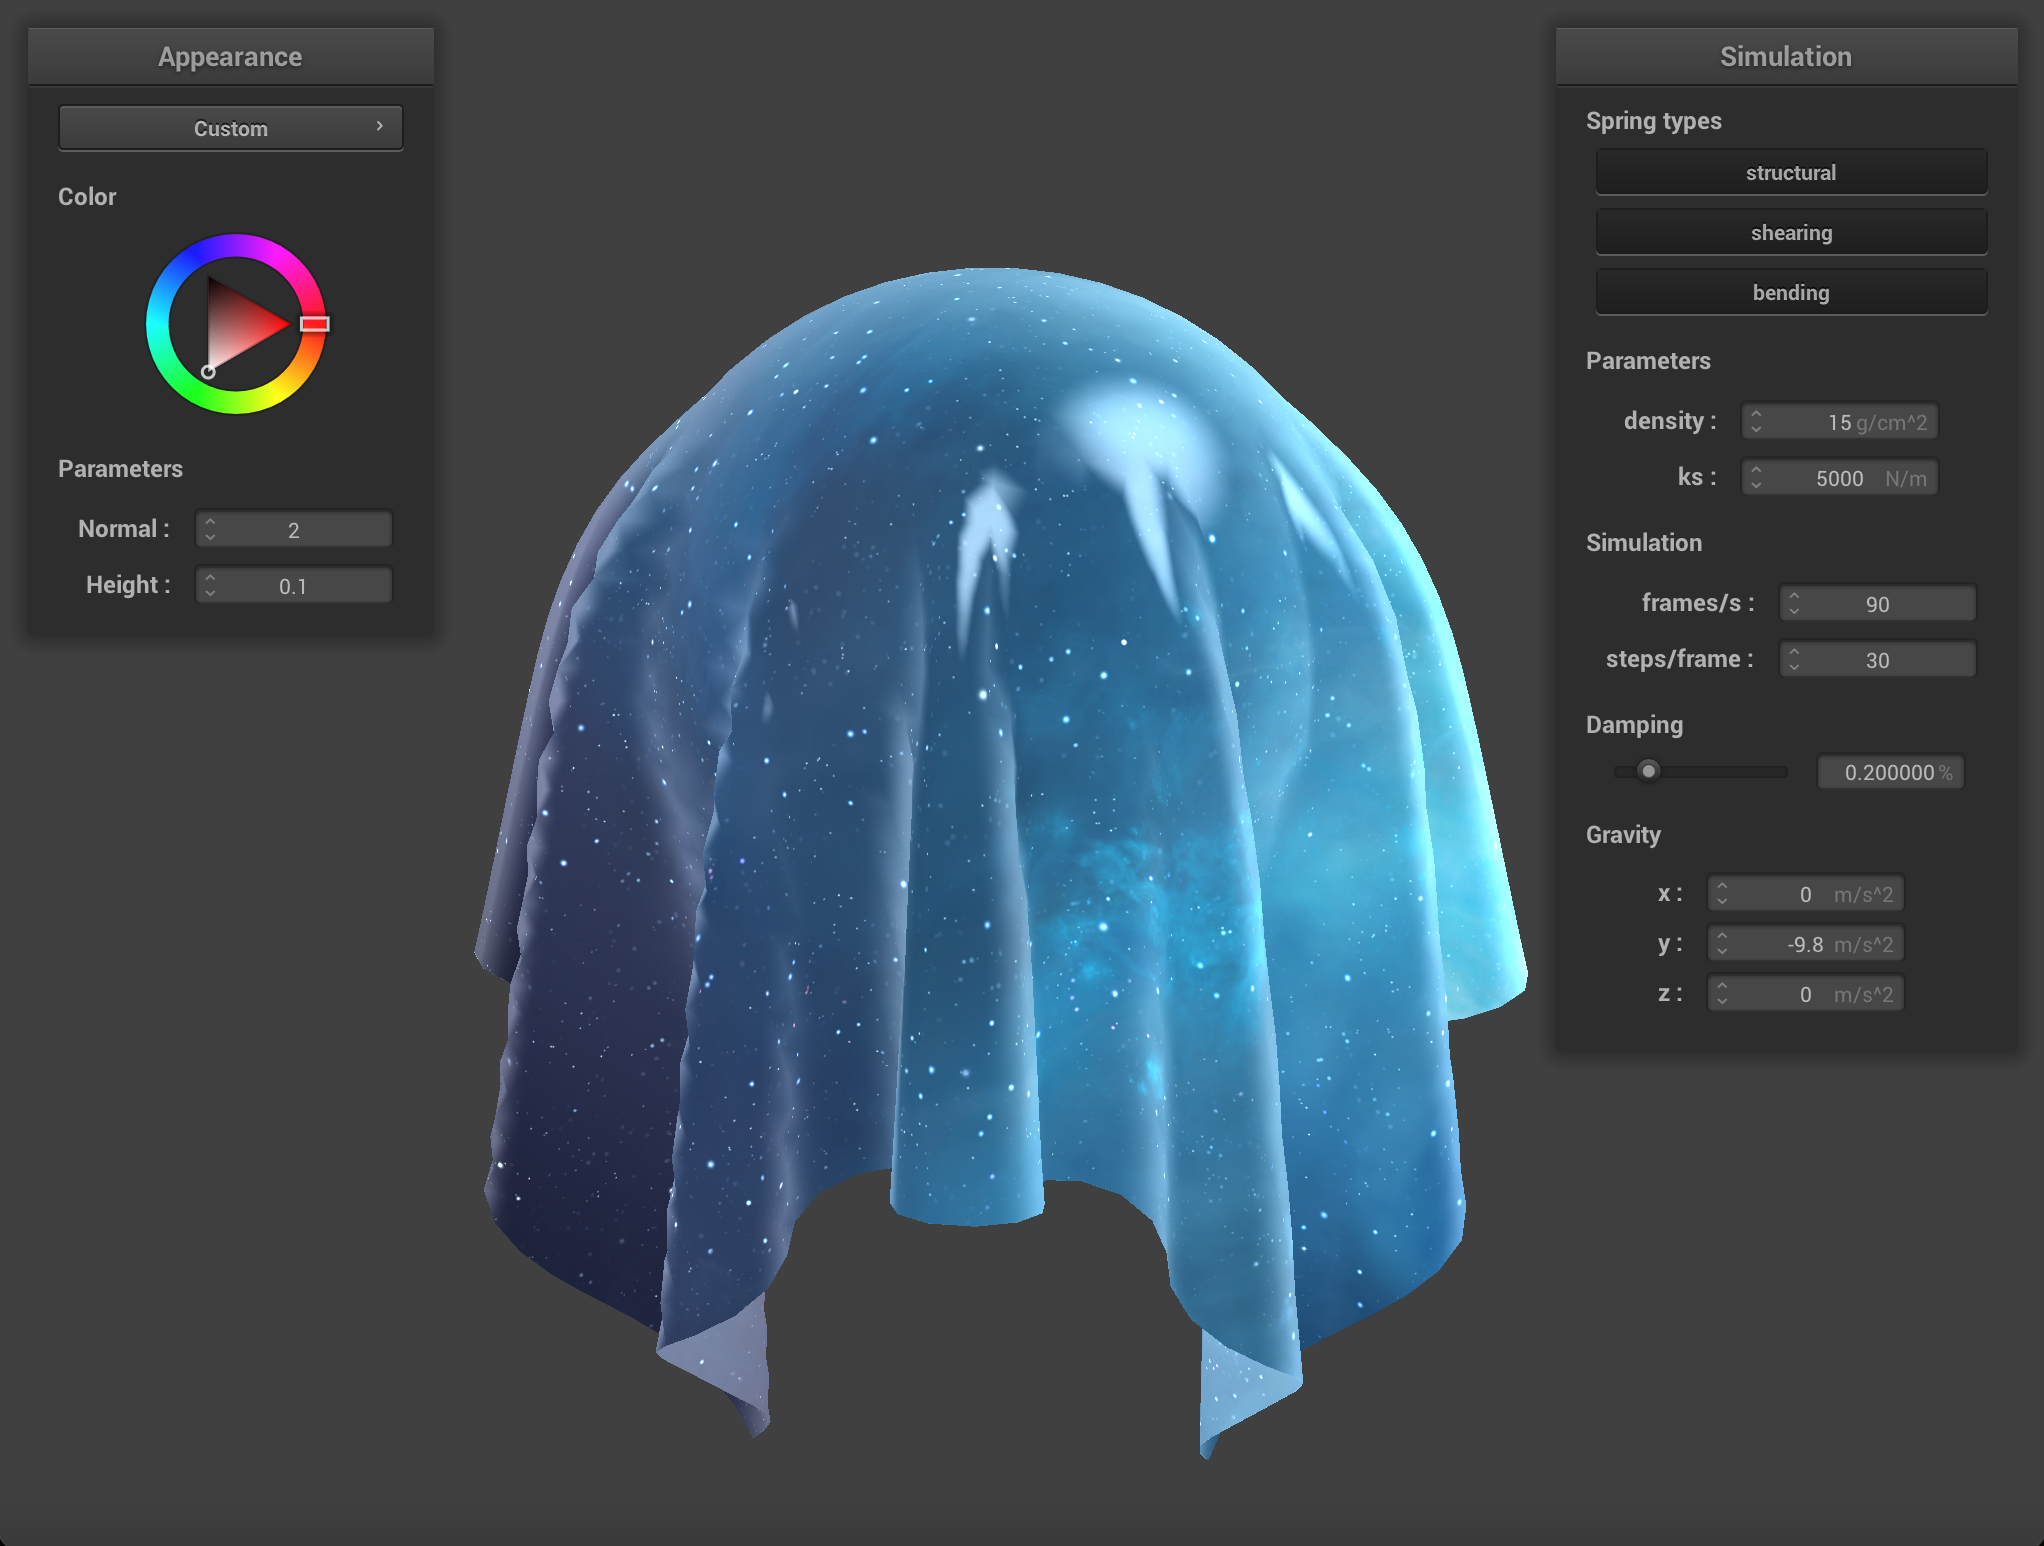 Appearance
Custom
Color
Parameters
Normal : 2
Height : 0.1
Simulation
Spring types
structural
shearing
bending
Parameters
density : 15 g/cm^2
ks : 5000 N/m
Simulation
frames/s : 90
steps/frame : 30
Damping
0.200000 %
Gravity
x : 0 m/s^2
y : -9.8 m/s^2
z : 0 m/s^2